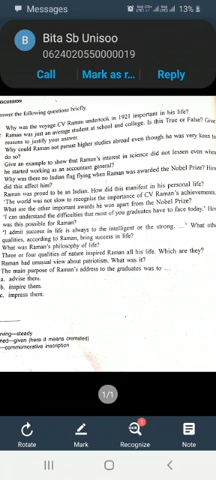 Messages
13%
B
Bita Sb Unisoo
0624020550000019
Call
Mark as r...
Reply
SCUSSION
nswer the following questions briefly.
Why was the voyage CV Raman undertook in 1921 important in his life?
Raman was just an average student at school and college. Is this True or False? Give
reasons to justify your answer.
Why could Raman not pursue higher studies abroad even though he was very keen to
do so?
Give an example to show that Raman's interest in science did not lessen even when
he started working as an accountant general?
Why was there no Indian flag flying when Raman was awarded the Nobel Prize? How
did this affect him?
Raman was proud to be an Indian. How did this manifest in his personal life?
'The world was not slow to recognise the importance of CV Raman's achievements.
What are the other important awards he won apart from the Nobel Prize?
'I can understand the difficulties that most of you graduates have to face today.' How
was this possible for Raman?
'I admit success in life is always to the intelligent or the strong. ...' What othe
qualities, according to Raman, bring success in life?
What was Raman's philosophy of life?
Three or four qualities of nature inspired Raman all his life. Which are they?
Raman had unusual view about patriotism. What was it?
The main purpose of Raman's address to the graduates was to ...
a. advise them.
b. inspire them.
c. impress them.
rving—steady
ned—given (here it means cremated)
—commemorative inscription
1/1
1
Rotate
Mark
Recognize
Note